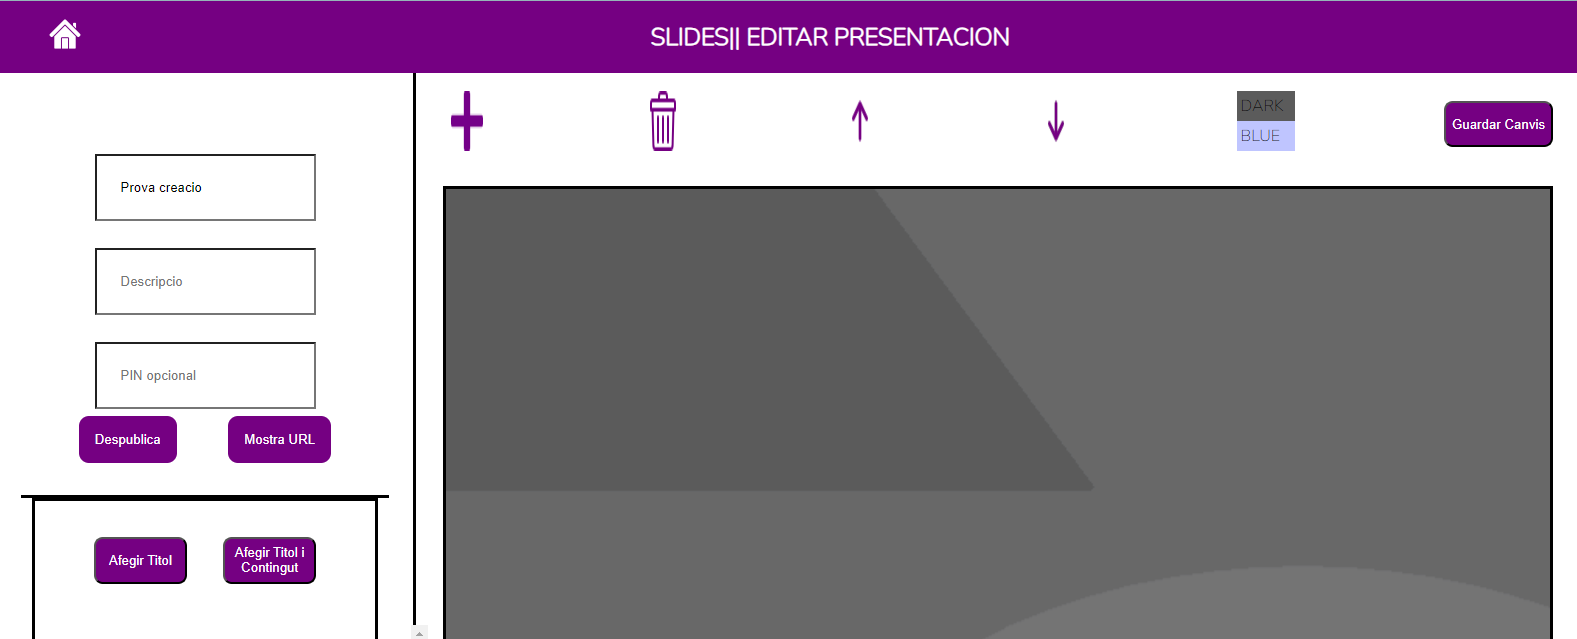 SLIDES|| EDITAR PRESENTACION
DARK
BLUE
Guardar Canvis
Prova creacio
Descripcio
PIN opcional
Despublica
Mostra URL
Afegir Titol
Afegir Titol i
Contingut